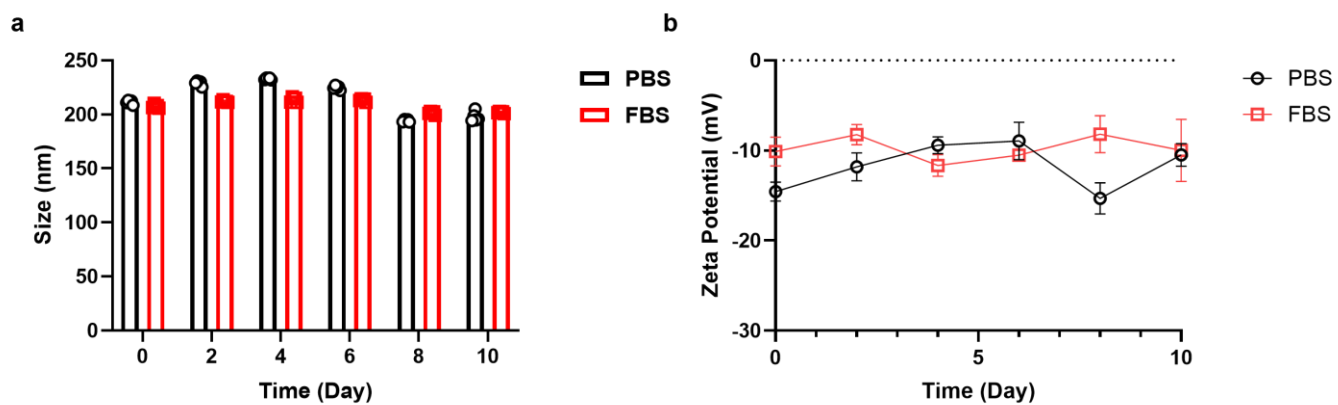 a
250
200
150
100
50
0
Size (nm)
0 2 4 6 8 10
Time (Day)
PBS
FBS
b
0
-10
-20
-30
Zeta Potential (mV)
0 5 10
Time (Day)
PBS
FBS